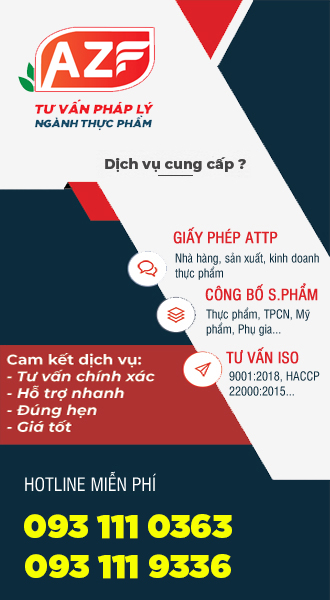 AZF
TƯ VẤN PHÁP LÝ
NGÀNH THỰC PHẨM
Dịch vụ cung cấp ?
GIẤY PHÉP ATTP
Nhà hàng, sản xuất, kinh doanh
thực phẩm
CÔNG BỐ S.PHẨM
Thực phẩm, TPCN, Mỹ
phẩm, Phụ gia...
TƯ VẤN ISO
9001:2018, HACCP
22000:2015...
Cam kết dịch vụ:
- Tư vấn chính xác
- Hỗ trợ nhanh
- Đúng hẹn
- Giá tốt
HOTLINE MIỄN PHÍ
093 111 0363
093 111 9336